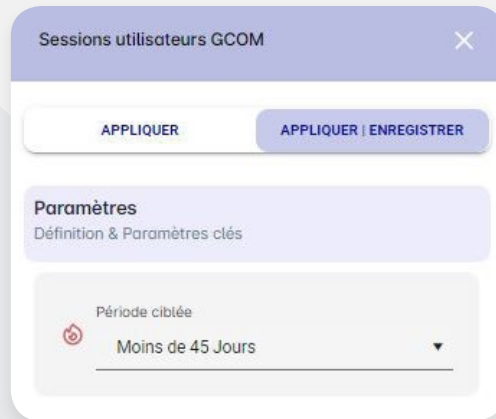 Sessions utilisateurs GCOM
APPLIQUER
APPLIQUER | ENREGISTRER
Paramètres
Définition & Paramètres clés
Période ciblée
Moins de 45 Jours